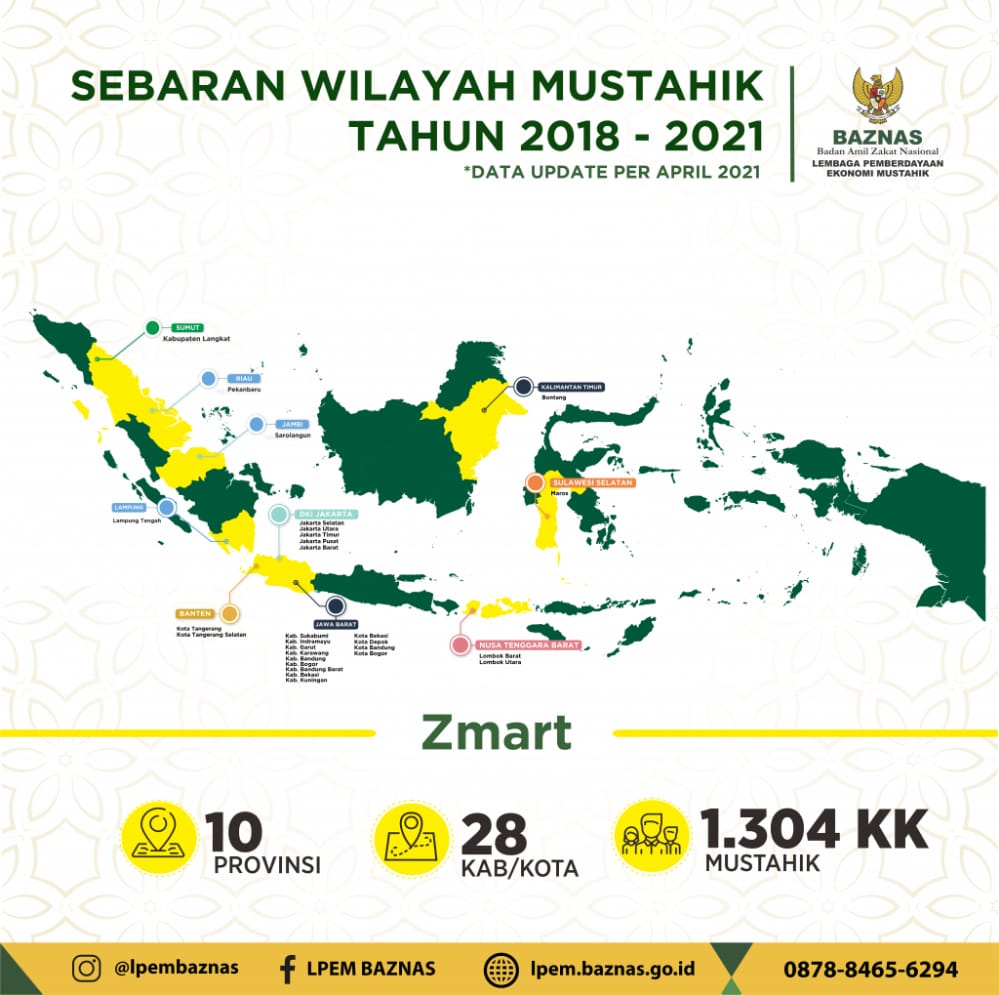 SEBARAN WILAYAH MUSTAHIK
TAHUN 2018 - 2021
*DATA UPDATE PER APRIL 2021
BAZNAS
Badan Amil Zakat Nasional
LEMBAGA PEMBERDAYAAN
EKONOMI MUSTAHIK
SUMUT
Kabupaten Langkat
RIAU
Pekanbaru
JAMBI
Sarolangun
KALIMANTAN TIMUR
Bontang
SULAWESI SELATAN
Maros
LAMPUNG
Lampung Tengah
DKI JAKARTA
Jakarta Selatan
Jakarta Utara
Jakarta Timur
Jakarta Pusat
Jakarta Barat
BANTEN
Kota Tangerang
Kota Tangerang Selatan
JAWA BARAT
Kab. Sukabumi
Kab. Indramayu
Kab. Garut
Kab. Karawang
Kab. Bandung
Kab. Bogor
Kab. Bandung Barat
Kab. Bekasi
Kab. Kuningan
Kota Bekasi
Kota Depok
Kota Bandung
Kota Bogor
NUSA TENGGARA BARAT
Lombok Barat
Lombok Utara
Zmart
10
PROVINSI
28
KAB/KOTA
1.304 KK
MUSTAHIK
@lpembaznas
LPEM BAZNAS
lpem.baznas.go.id
0878-8465-6294